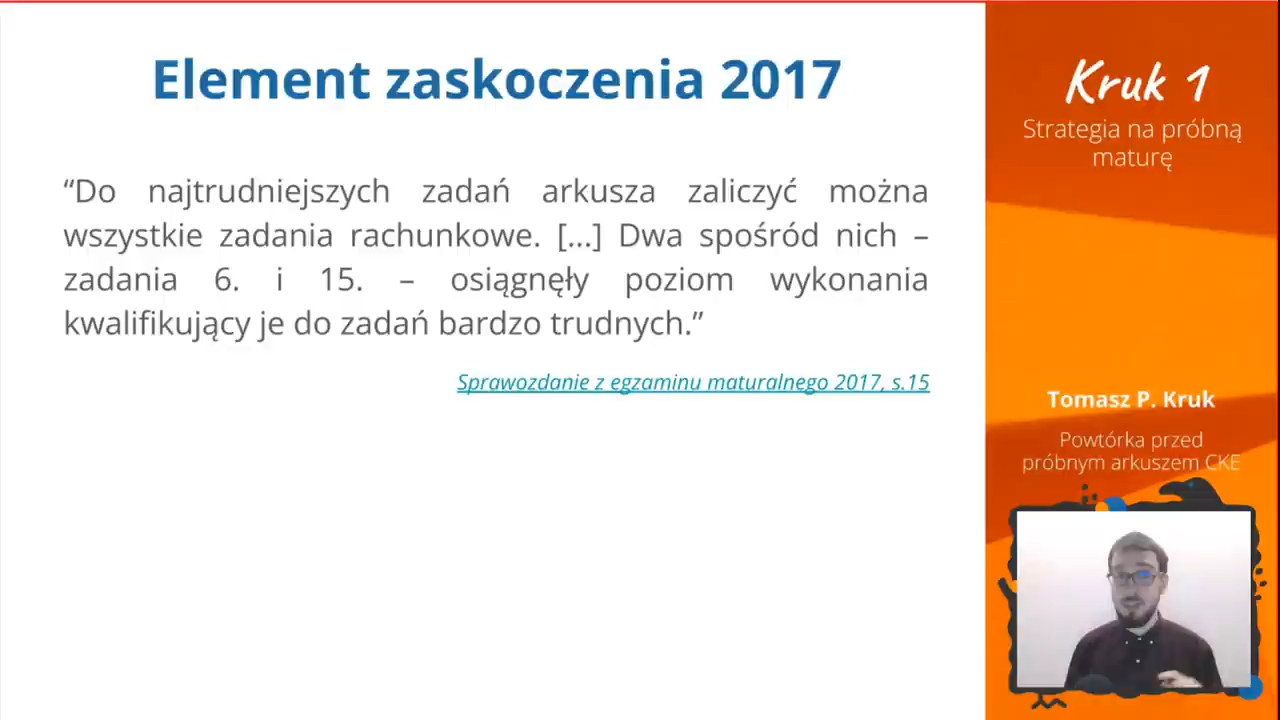 Element zaskoczenia 2017
“Do najtrudniejszych zadań arkusza zaliczyć można
wszystkie zadania rachunkowe. [...] Dwa spośród nich –
zadania 6. i 15. – osiągnęły poziom wykonania
kwalifikujący je do zadań bardzo trudnych.”
Sprawozdanie z egzaminu maturalnego 2017, s.15
Kruk 1
Strategia na próbną
maturę
Tomasz P. Kruk
Powtórka przed
próbnym arkuszem CKE